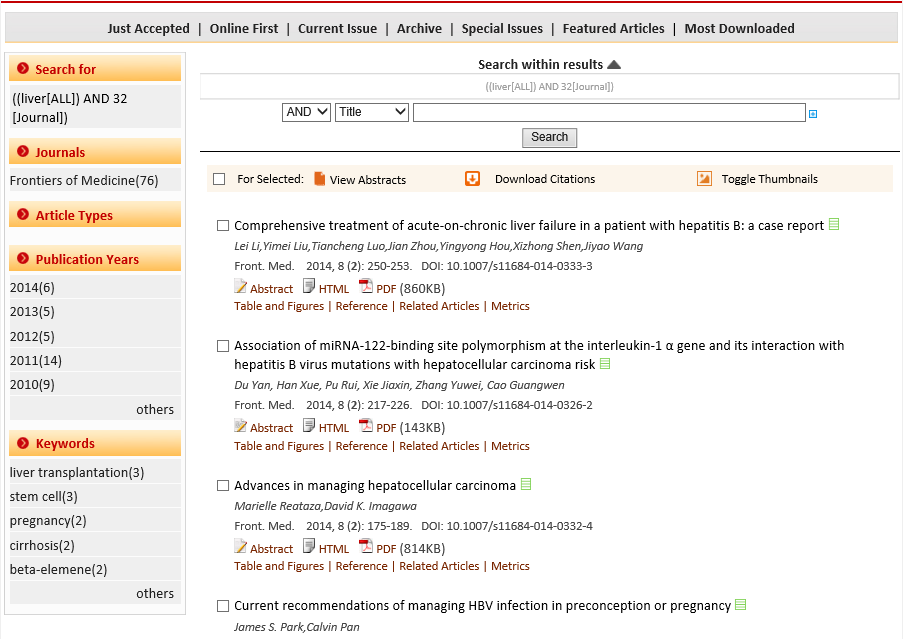 Just Accepted | Online First | Current Issue | Archive | Special Issues | Featured Articles | Most Downloaded
Search for
((liver[ALL]) AND 32
[Journal])
Journals
Frontiers of Medicine(76)
Article Types
Publication Years
2014(6)
2013(5)
2012(5)
2011(14)
2010(9)
others
Keywords
liver transplantation(3)
stem cell(3)
pregnancy(2)
cirrhosis(2)
beta-elemene(2)
others
Search within results
((liver[ALL]) AND 32[Journal])
AND Title
Search
For Selected: View Abstracts Download Citations Toggle Thumbnails
Comprehensive treatment of acute-on-chronic liver failure in a patient with hepatitis B: a case report
Lei Li,Yimei Liu,Tiancheng Luo,Jian Zhou,Yingyong Hou,Xizhong Shen,Jiyao Wang
Front. Med. 2014, 8 (2): 250-253. DOI: 10.1007/s11684-014-0333-3
Abstract HTML PDF (860KB)
Table and Figures | Reference | Related Articles | Metrics
Association of miRNA-122-binding site polymorphism at the interleukin-1 α gene and its interaction with
hepatitis B virus mutations with hepatocellular carcinoma risk
Du Yan, Han Xue, Pu Rui, Xie Jiaxin, Zhang Yuwei, Cao Guangwen
Front. Med. 2014, 8 (2): 217-226. DOI: 10.1007/s11684-014-0326-2
Abstract HTML PDF (143KB)
Table and Figures | Reference | Related Articles | Metrics
Advances in managing hepatocellular carcinoma
Marielle Reataza,David K. Imagawa
Front. Med. 2014, 8 (2): 175-189. DOI: 10.1007/s11684-014-0332-4
Abstract HTML PDF (814KB)
Table and Figures | Reference | Related Articles | Metrics
Current recommendations of managing HBV infection in preconception or pregnancy
James S. Park,Calvin Pan